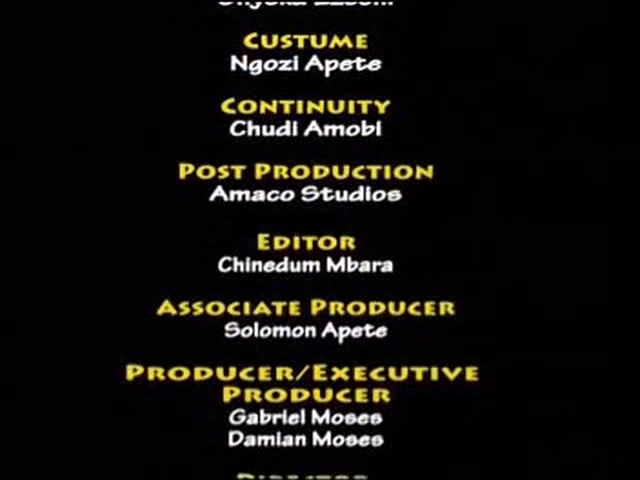 CUSTUME
Ngozi Apete
CONTINUITY
Chudi Amobi
POST PRODUCTION
Amaco Studios
EDITOR
Chinedum Mbara
ASSOCIATE PRODUCER
Solomon Apete
PRODUCER/EXECUTIVE
PRODUCER
Gabriel Moses
Damian Moses